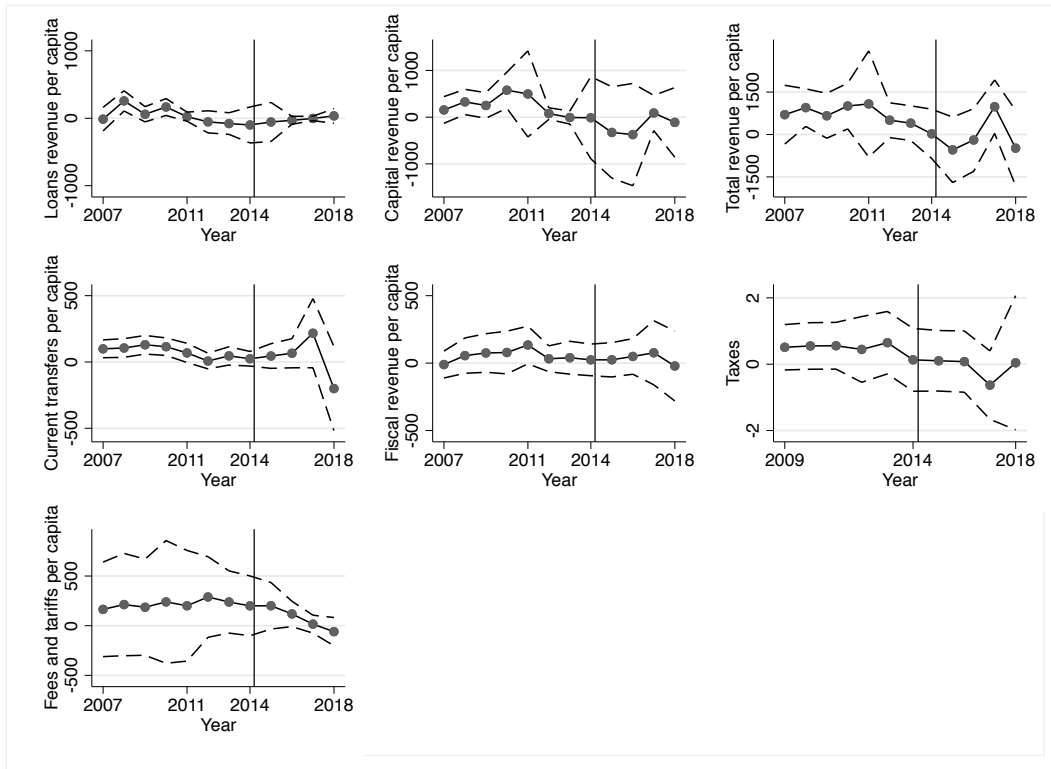 Loans revenue per capita
1000
0
-1000
2007 2011 2014 2018
Year
Capital revenue per capita
1000
0
-1000
2007 2011 2014 2018
Year
Total revenue per capita
1500
0
-1500
2007 2011 2014 2018
Year
Current transfers per capita
500
0
-500
2007 2011 2014 2018
Year
Fiscal revenue per capita
500
0
-500
2007 2011 2014 2018
Year
Taxes
2
0
-2
2009 2014 2018
Year
Fees and tariffs per capita
500
0
-500
2007 2011 2014 2018
Year